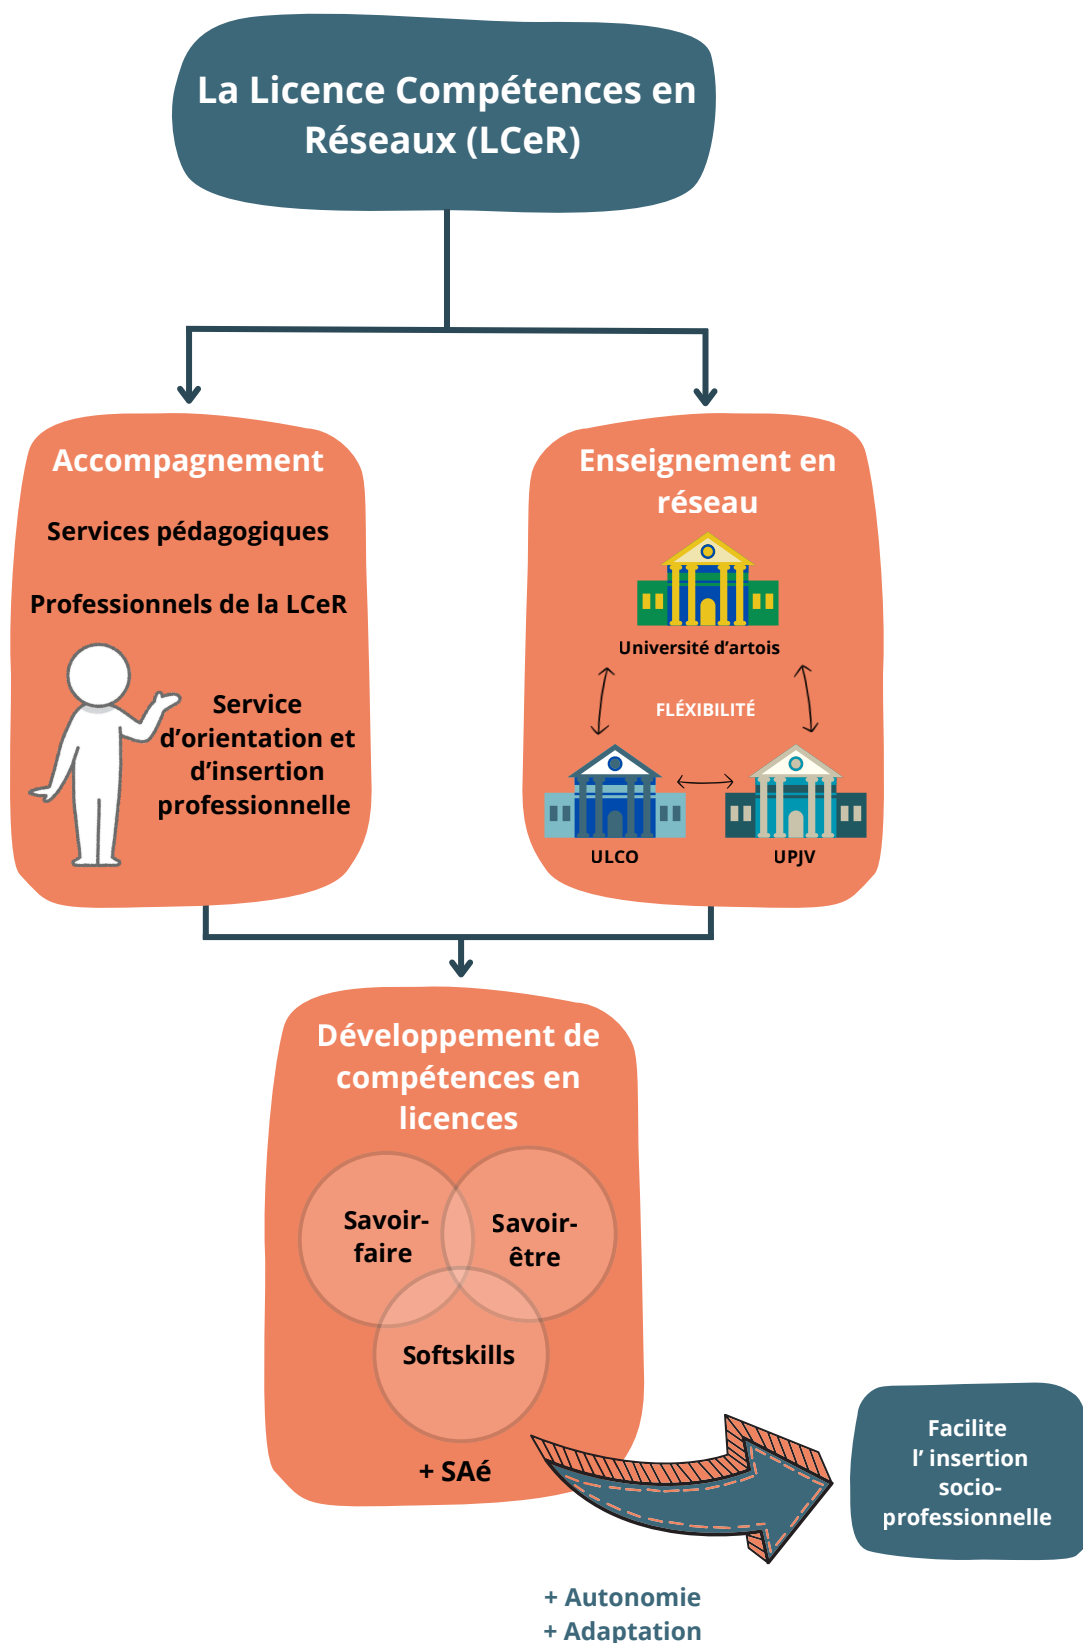 La Licence Compétences en
Réseaux (LCeR)
Accompagnement
Services pédagogiques
Professionnels de la LCeR
Service
d’orientation et
d’insertion
professionnelle
Enseignement en
réseau
Université d’artois
FLÉXIBILITÉ
ULCO
UPJV
Développement de
compétences en
licences
Savoir-
faire
Savoir-
être
Softskills
+ SAé
Facilite
l’ insertion
socio-
professionnelle
+ Autonomie
+ Adaptation